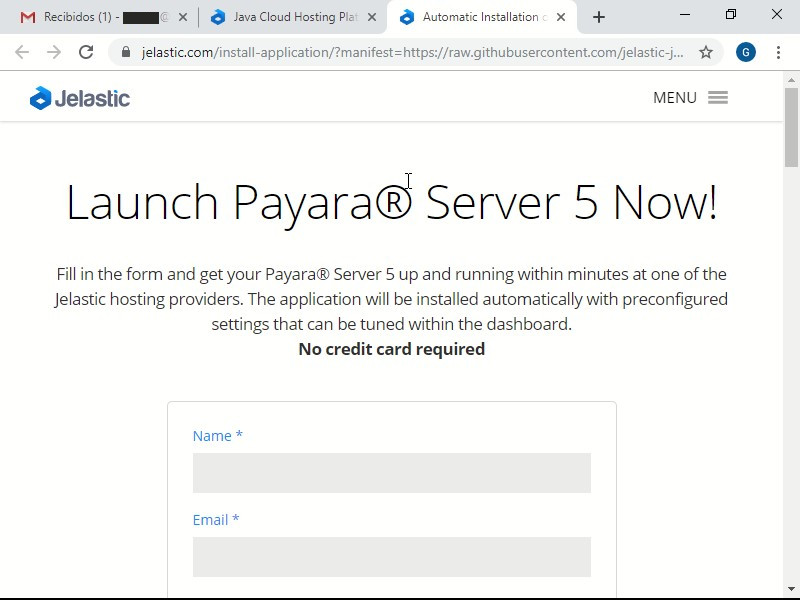 Recibidos (1) -
Java Cloud Hosting Plat
Automatic Installation o
jelastic.com/install-application/?manifest=https://raw.githubusercontent.com/jelastic-j...
G
Jelastic
MENU
Launch Payara® Server 5 Now!
Fill in the form and get your Payara® Server 5 up and running within minutes at one of the
Jelastic hosting providers. The application will be installed automatically with preconfigured
settings that can be tuned within the dashboard.
No credit card required
Name *
Email *